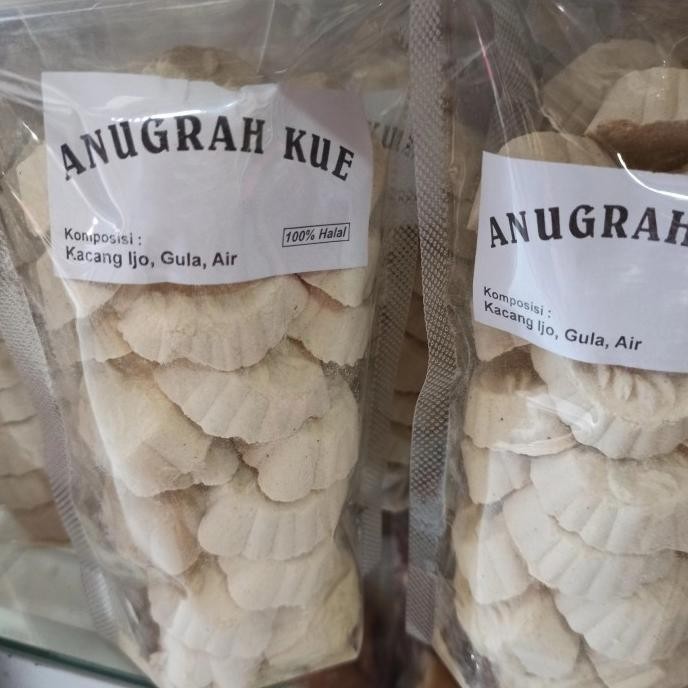 ANUGRAH KUE
Komposisi :
100% Halal
Kacang Ijo, Gula, Air
ANUGRAH
Komposisi :
Kacang Ijo, Gula, Air